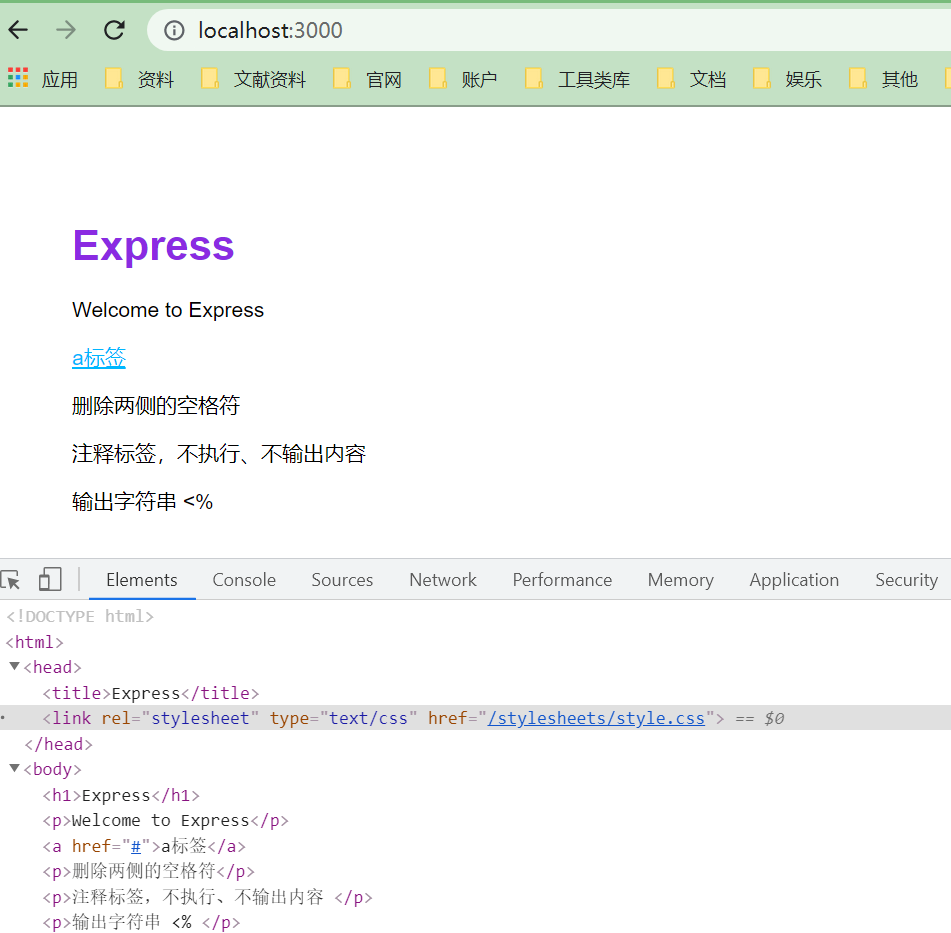 localhost:3000
应用 资料 文献资料 官网 账户 工具类库 文档 娱乐 其他
Express
Welcome to Express
a标签
删除两侧的空格符
注释标签，不执行、不输出内容
输出字符串 <%
Elements Console Sources Network Performance Memory Application Security
<!DOCTYPE html>
<html>
<head>
<title>Express</title>
<link rel="stylesheet" type="text/css" href="/stylesheets/style.css"> == $0
</head>
<body>
<h1>Express</h1>
<p>Welcome to Express</p>
<a href="#">a标签</a>
<p>删除两侧的空格符</p>
<p>注释标签，不执行、不输出内容 </p>
<p>输出字符串 <% </p>